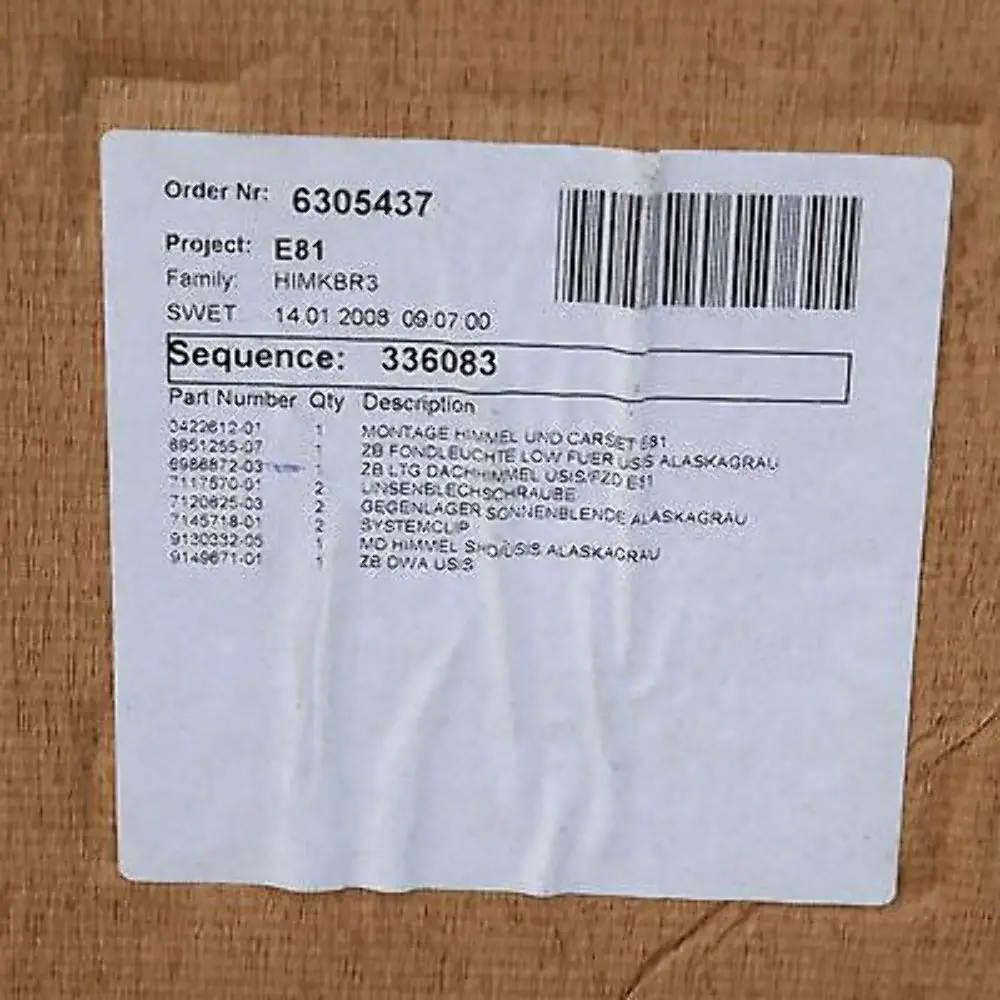 Order Nr: 6305437
Project: E81
Family: HIMKBR3
SWET 14.01.2008 09:07:00
Sequence: 336083
Part Number Qty Description
0422612-01 1 MONTAGE HIMMEL UND CARSET E81
6951255-07 1 ZB FONDLEUCHTE LOW FUER USIS ALASKAGRAU
6986872-03 1 ZB LTG DACHHIMMEL USIS/FZD E81
7117570-01 2 LINSENBLECHSCHRAUBE
7120625-03 2 GEGENLAGER SONNENBLENDE ALASKAGRAU
7145718-01 2 SYSTEMCLIP
9130332-05 1 MD HIMMEL SHD/USIS ALASKAGRAU
9149671-01 1 ZB DWA USIS